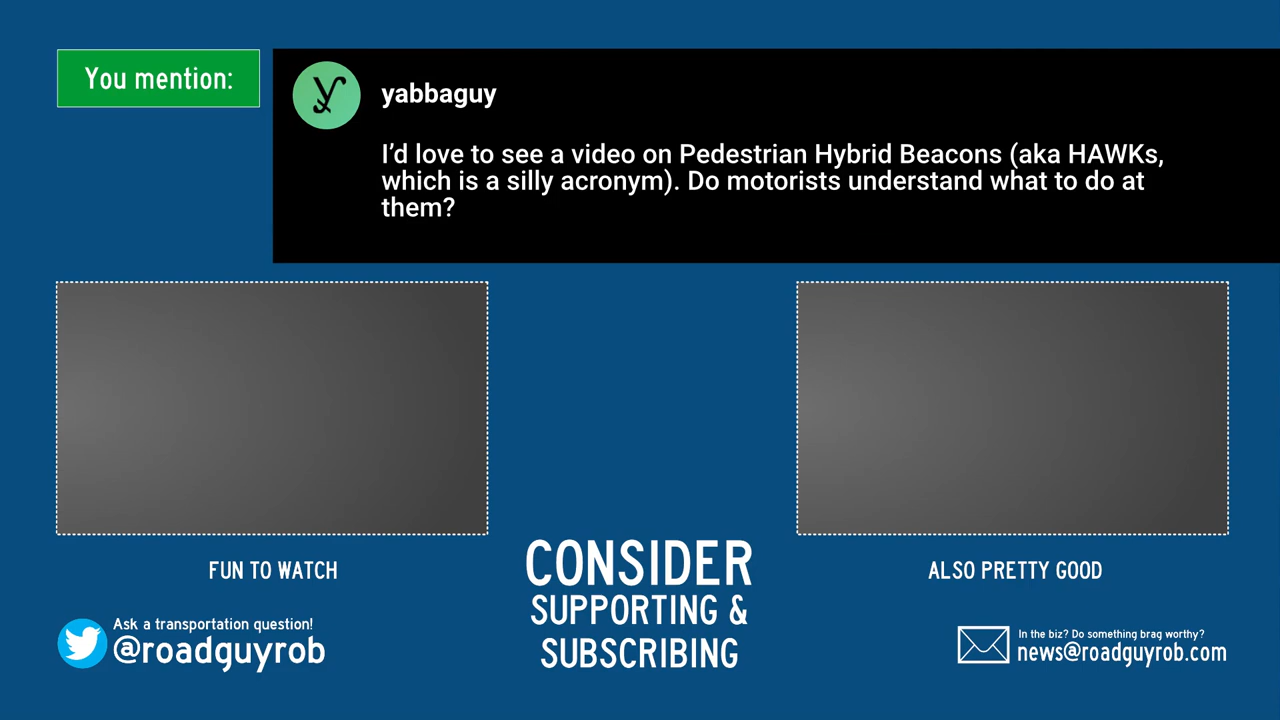 You mention:
yabbaguy
I'd love to see a video on Pedestrian Hybrid Beacons (aka HAWKs,
which is a silly acronym). Do motorists understand what to do at
them?
FUN TO WATCH
ALSO PRETTY GOOD
CONSIDER
SUPPORTING &
SUBSCRIBING
Ask a transportation question!
@roadguyrob
In the biz? Do something brag worthy?
news@roadguyrob.com